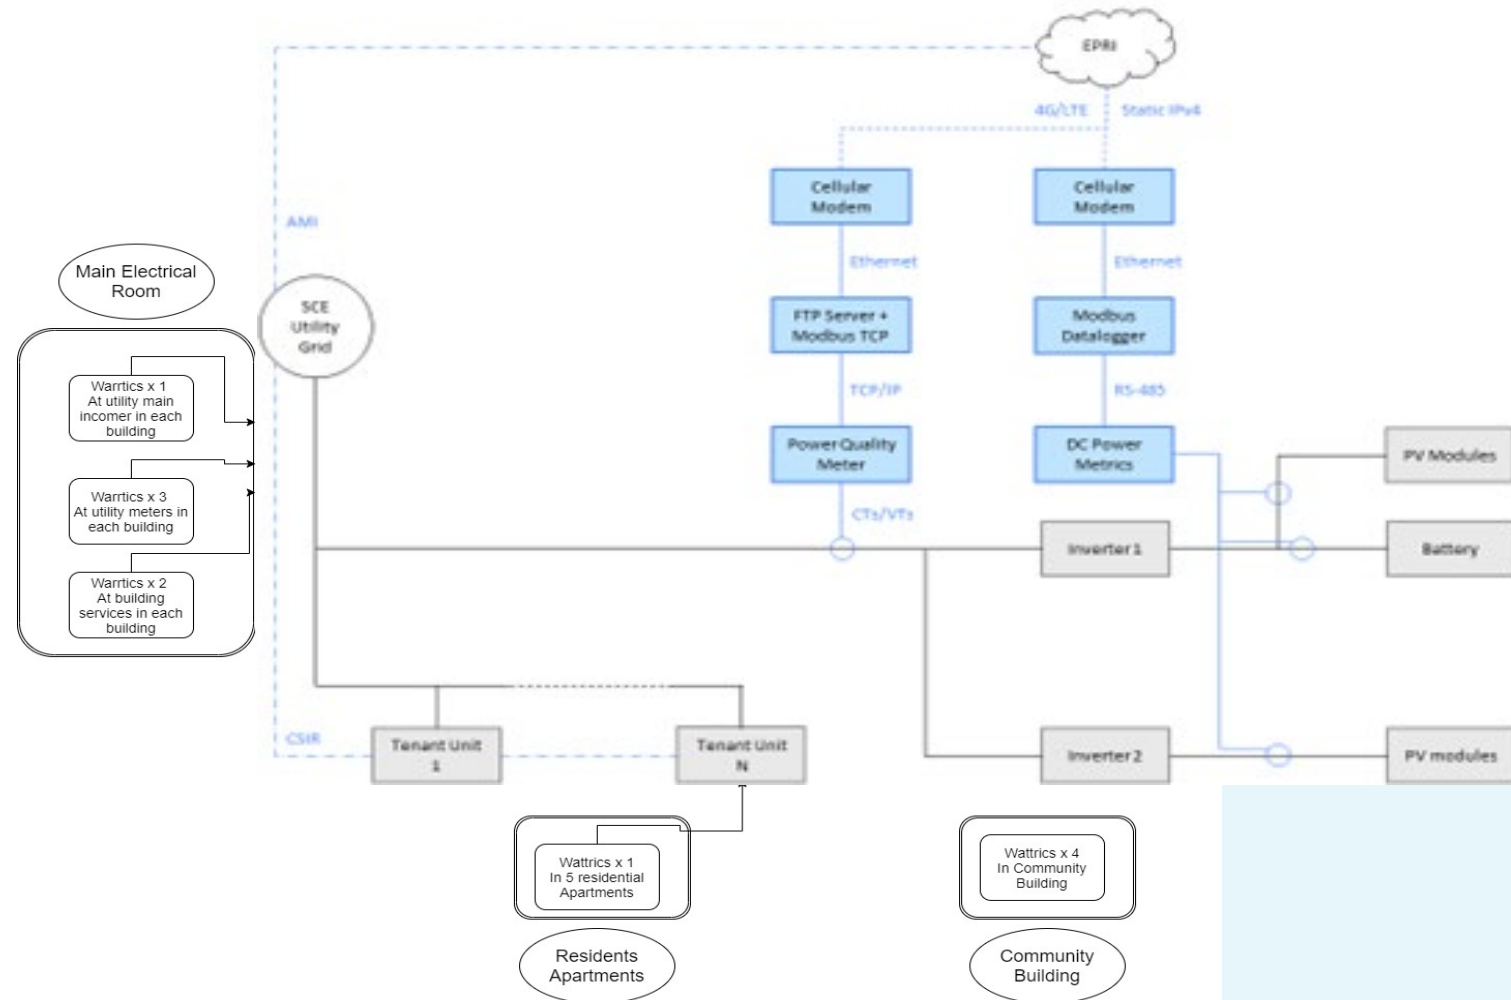 EPRI
4G/LTE
Static IPv4
Cellular
Modem
Cellular
Modem
AMI
Ethernet
Ethernet
Main Electrical
Room
SCE
Utility
Grid
FTP Server +
Modbus TCP
Modbus
Datalogger
Warrtics x 1
At utility main
incomer in each
building
TCP/IP
RS-485
Power Quality
Meter
DC Power
Metrics
PV Modules
Warrtics x 3
At utility meters in
each building
CTs/VTs
Inverter 1
Battery
Warrtics x 2
At building
services in each
building
CSIR
Tenant Unit
1
Tenant Unit
N
Inverter 2
PV modules
Wattrics x 1
In 5 residential
Apartments
Wattrics x 4
In Community
Building
Residents
Apartments
Community
Building